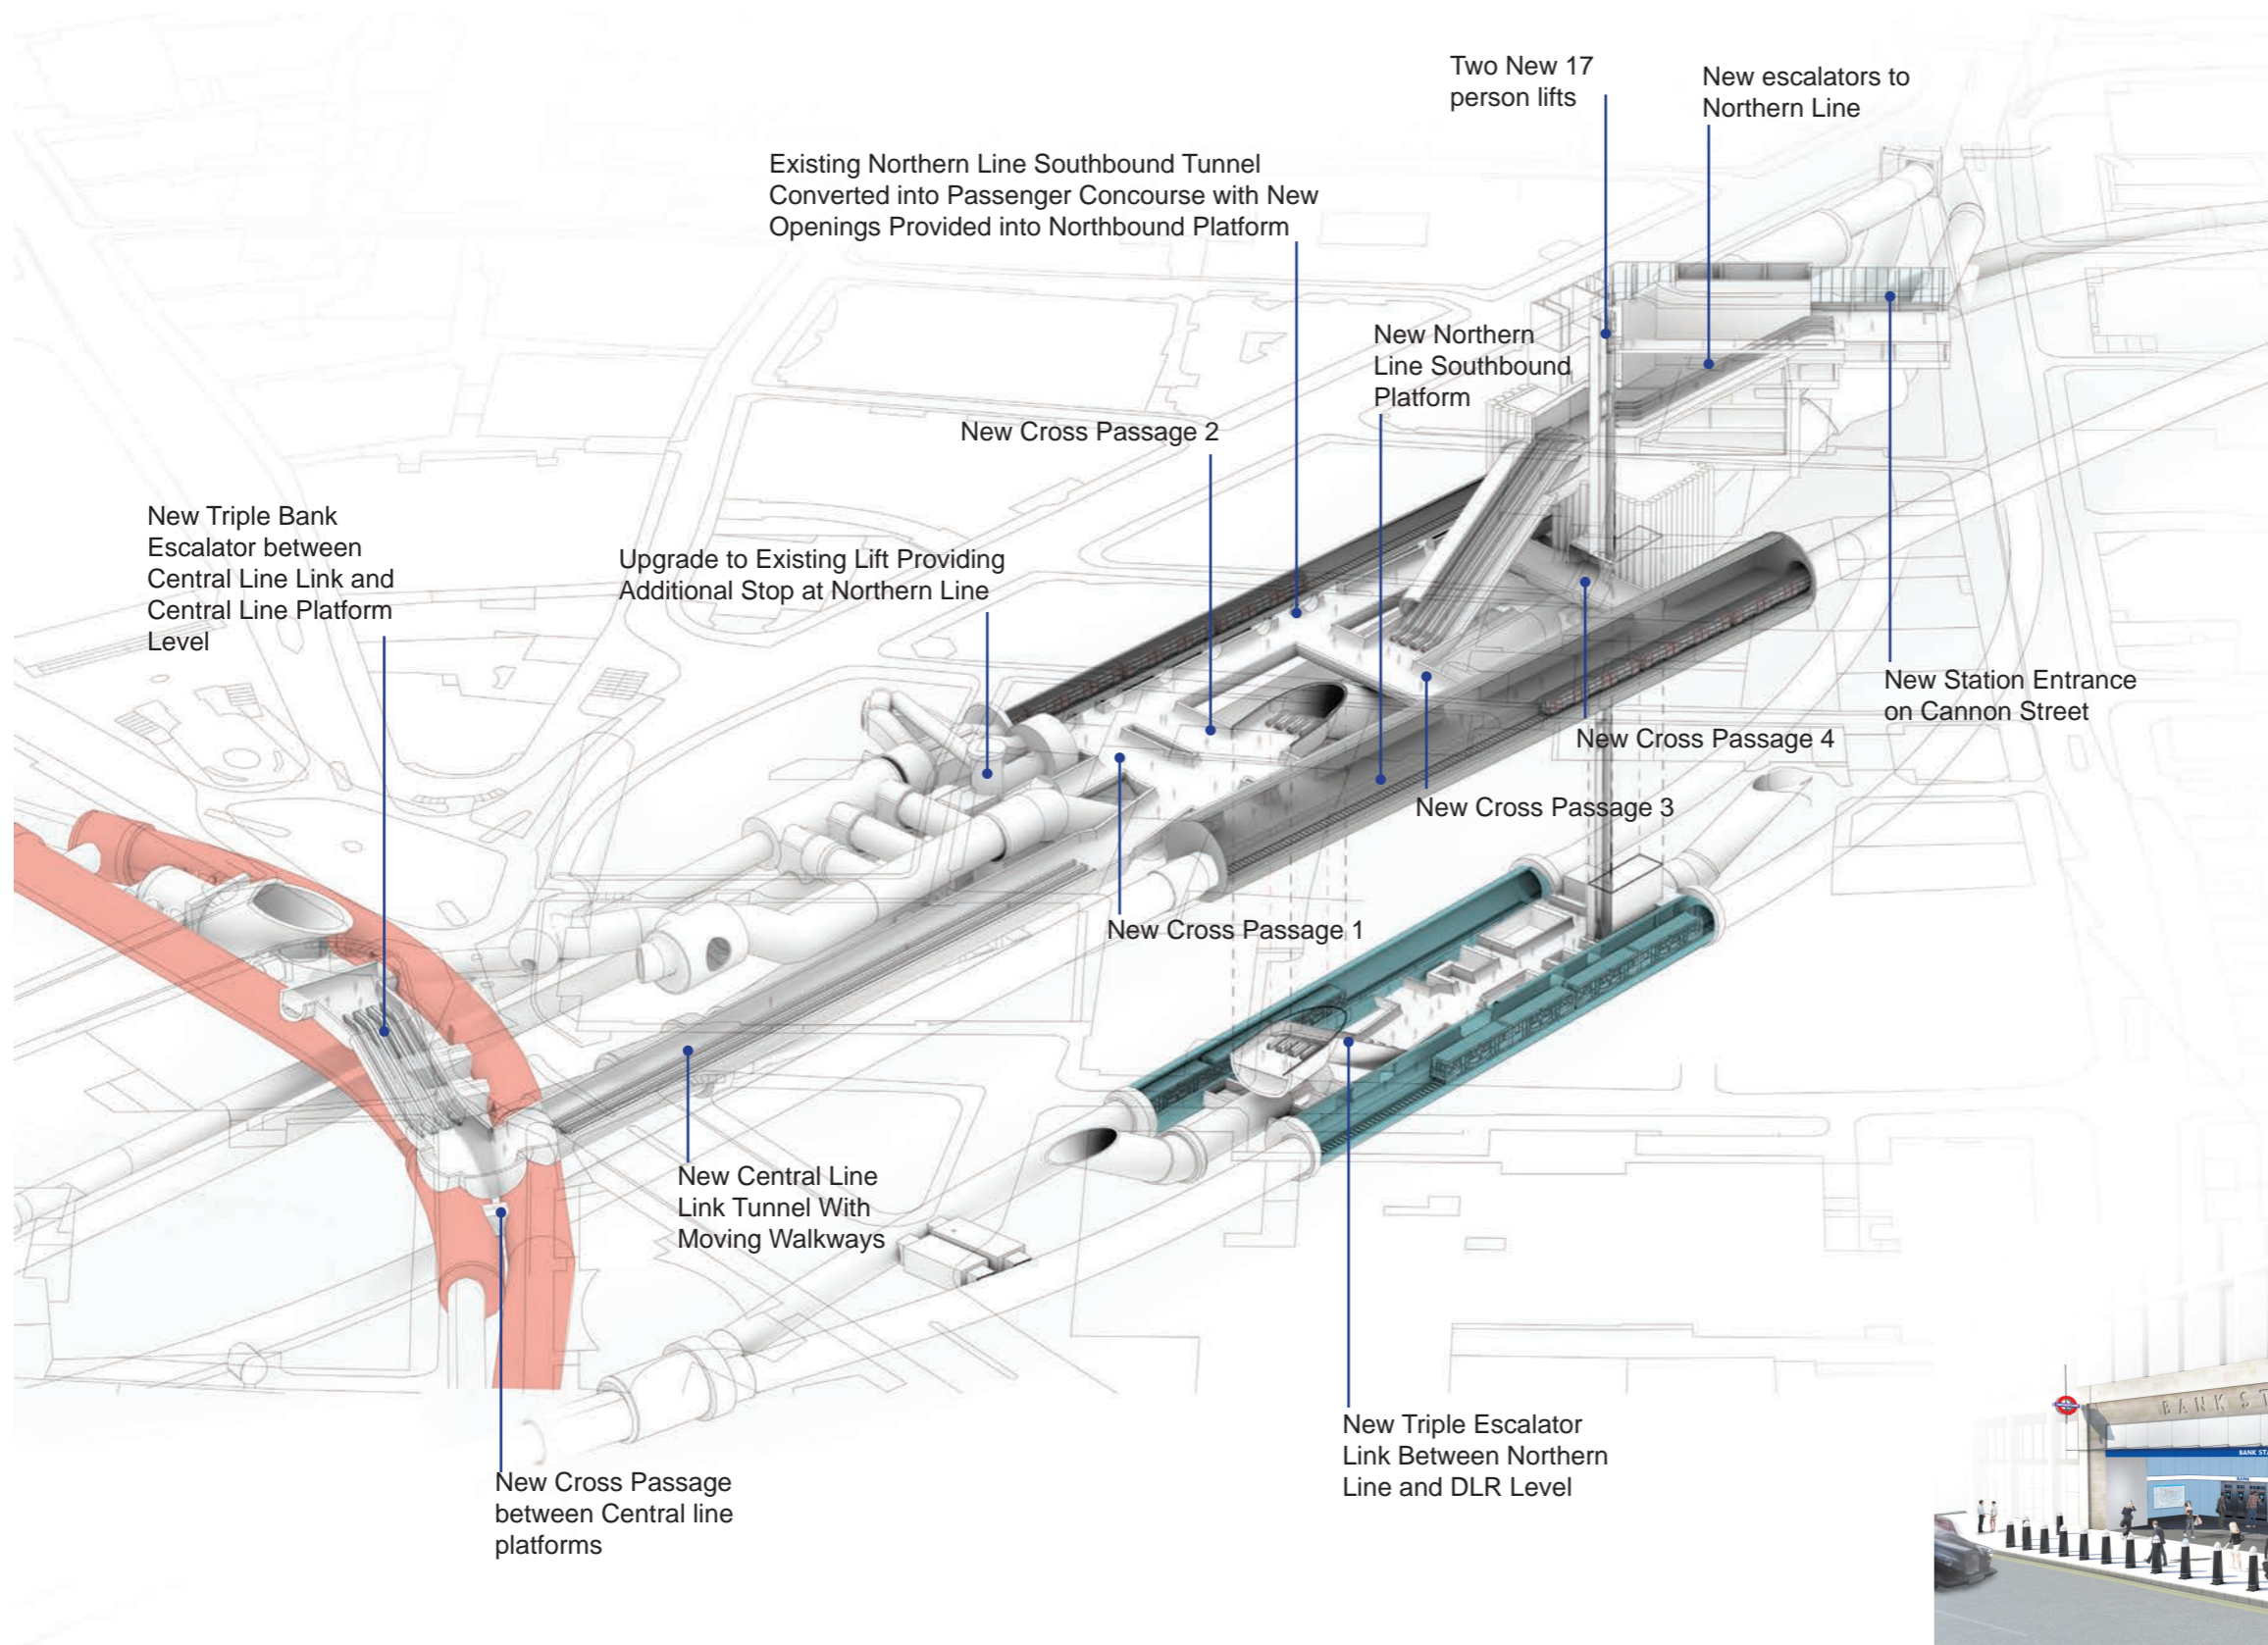 Two New 17
person lifts
New escalators to
Northern Line
Existing Northern Line Southbound Tunnel
Converted into Passenger Concourse with New
Openings Provided into Northbound Platform
New Northern
Line Southbound
Platform
New Cross Passage 2
New Triple Bank
Escalator between
Central Line Link and
Central Line Platform
Level
Upgrade to Existing Lift Providing
Additional Stop at Northern Line
New Station Entrance
on Cannon Street
New Cross Passage 4
New Cross Passage 3
New Cross Passage 1
New Central Line
Link Tunnel With
Moving Walkways
New Triple Escalator
Link Between Northern
Line and DLR Level
New Cross Passage
between Central line
platforms
BANK ST
BANK STA